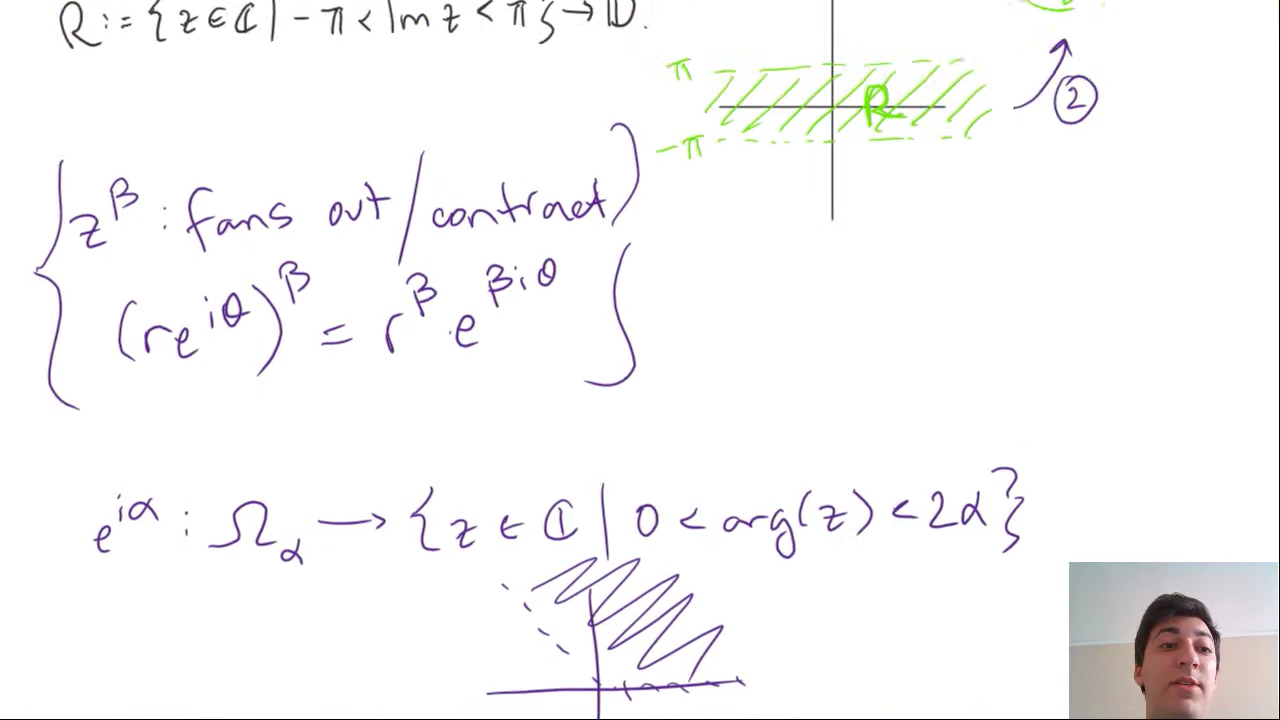 R := {z ∈ ℂ | -π < Im z < π} → 𝔻.
π
R
-π
2
z^β : fans out / contract
(re^{iθ})^β = r^β · e^{βiθ}
e^{iα} : Ω_α → {z ∈ ℂ | 0 < arg(z) < 2α}